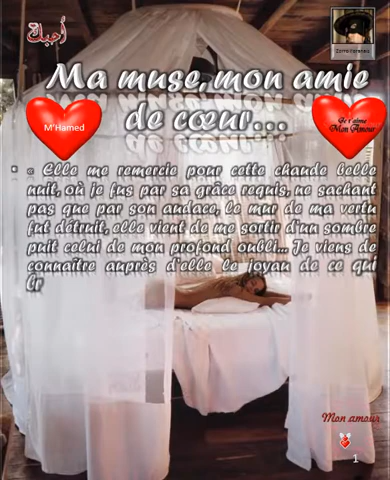 أحبك
Zorro caraneas
Ma muse, mon amie
de cœur…
M'Hamed
Je t'aime
Mon Amour
• « Elle me remercie pour cette chaude belle
nuit, où je fus par sa grâce requis, ne sachant
pas que par son audace, le mur de ma vertu
fut détruit, elle vient de me sortir d'un sombre
puit celui de mon profond oubli... Je viens de
connaître auprès d'elle le joyau de ce qui
br
Mon amour
1